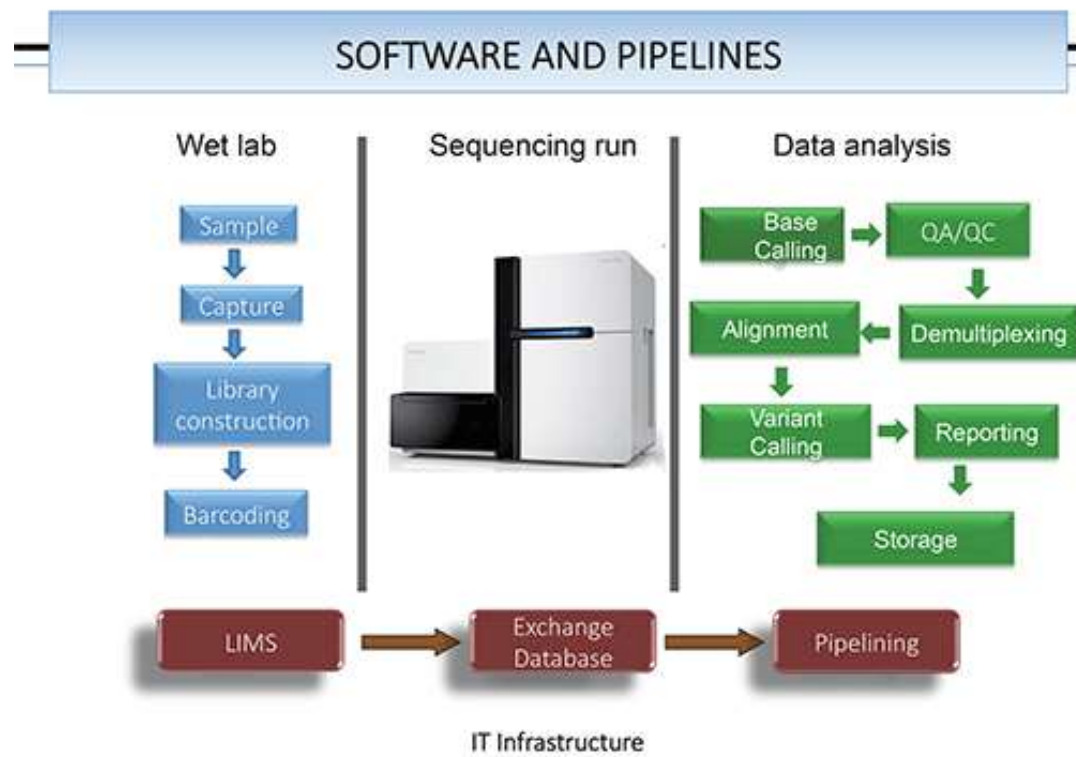 SOFTWARE AND PIPELINES
Wet lab
Sample
Capture
Library
construction
Barcoding
Sequencing run
Data analysis
Base
Calling
QA/QC
Demultiplexing
Alignment
Variant
Calling
Reporting
Storage
LIMS
Exchange
Database
Pipelining
IT Infrastructure